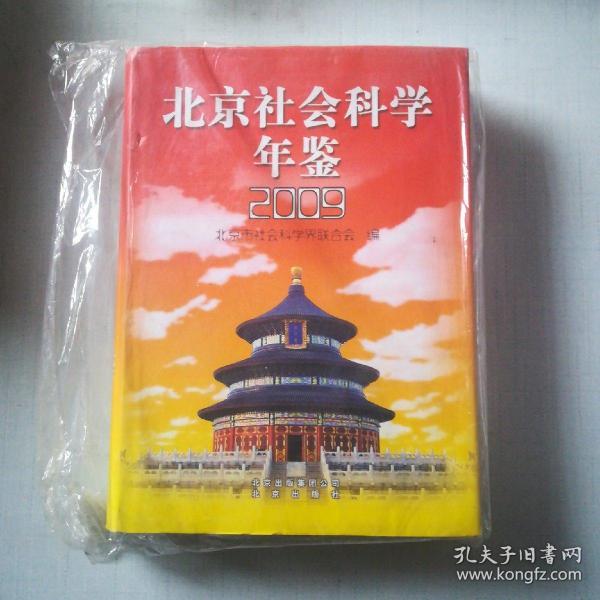 北京社会科学
年鉴
2009
北京市社会科学界联合会 编
北京出版集团公司
北京出版社
孔夫子旧书网
www.kongfz.com